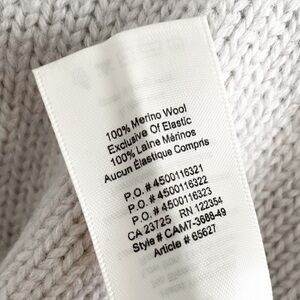 100% Merino Wool
Exclusive Of Elastic
100% Laine Mérinos
Aucun Élastique Compris
P.O. # 4500116321
P.O. # 4500116322
P.O. # 4500116323
CA 23725 RN 122354
Style # CAM7-3689-49
Article # 65627